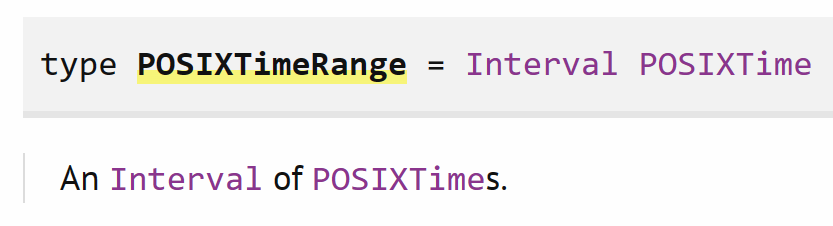 type POSIXTimeRange = Interval POSIXTime
An Interval of POSIXTimes.